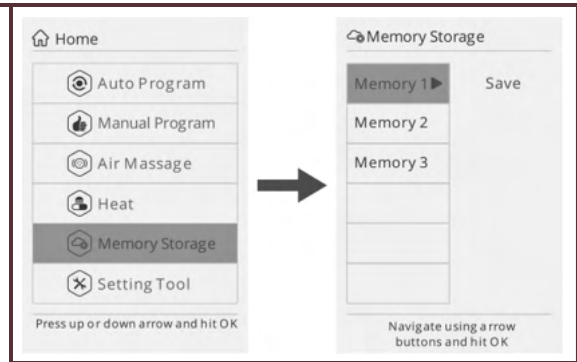 Home
Auto Program
Manual Program
Air Massage
Heat
Memory Storage
Setting Tool
Press up or down arrow and hit OK
Memory Storage
Memory 1
Save
Memory 2
Memory 3
Navigate using arrow
buttons and hit OK